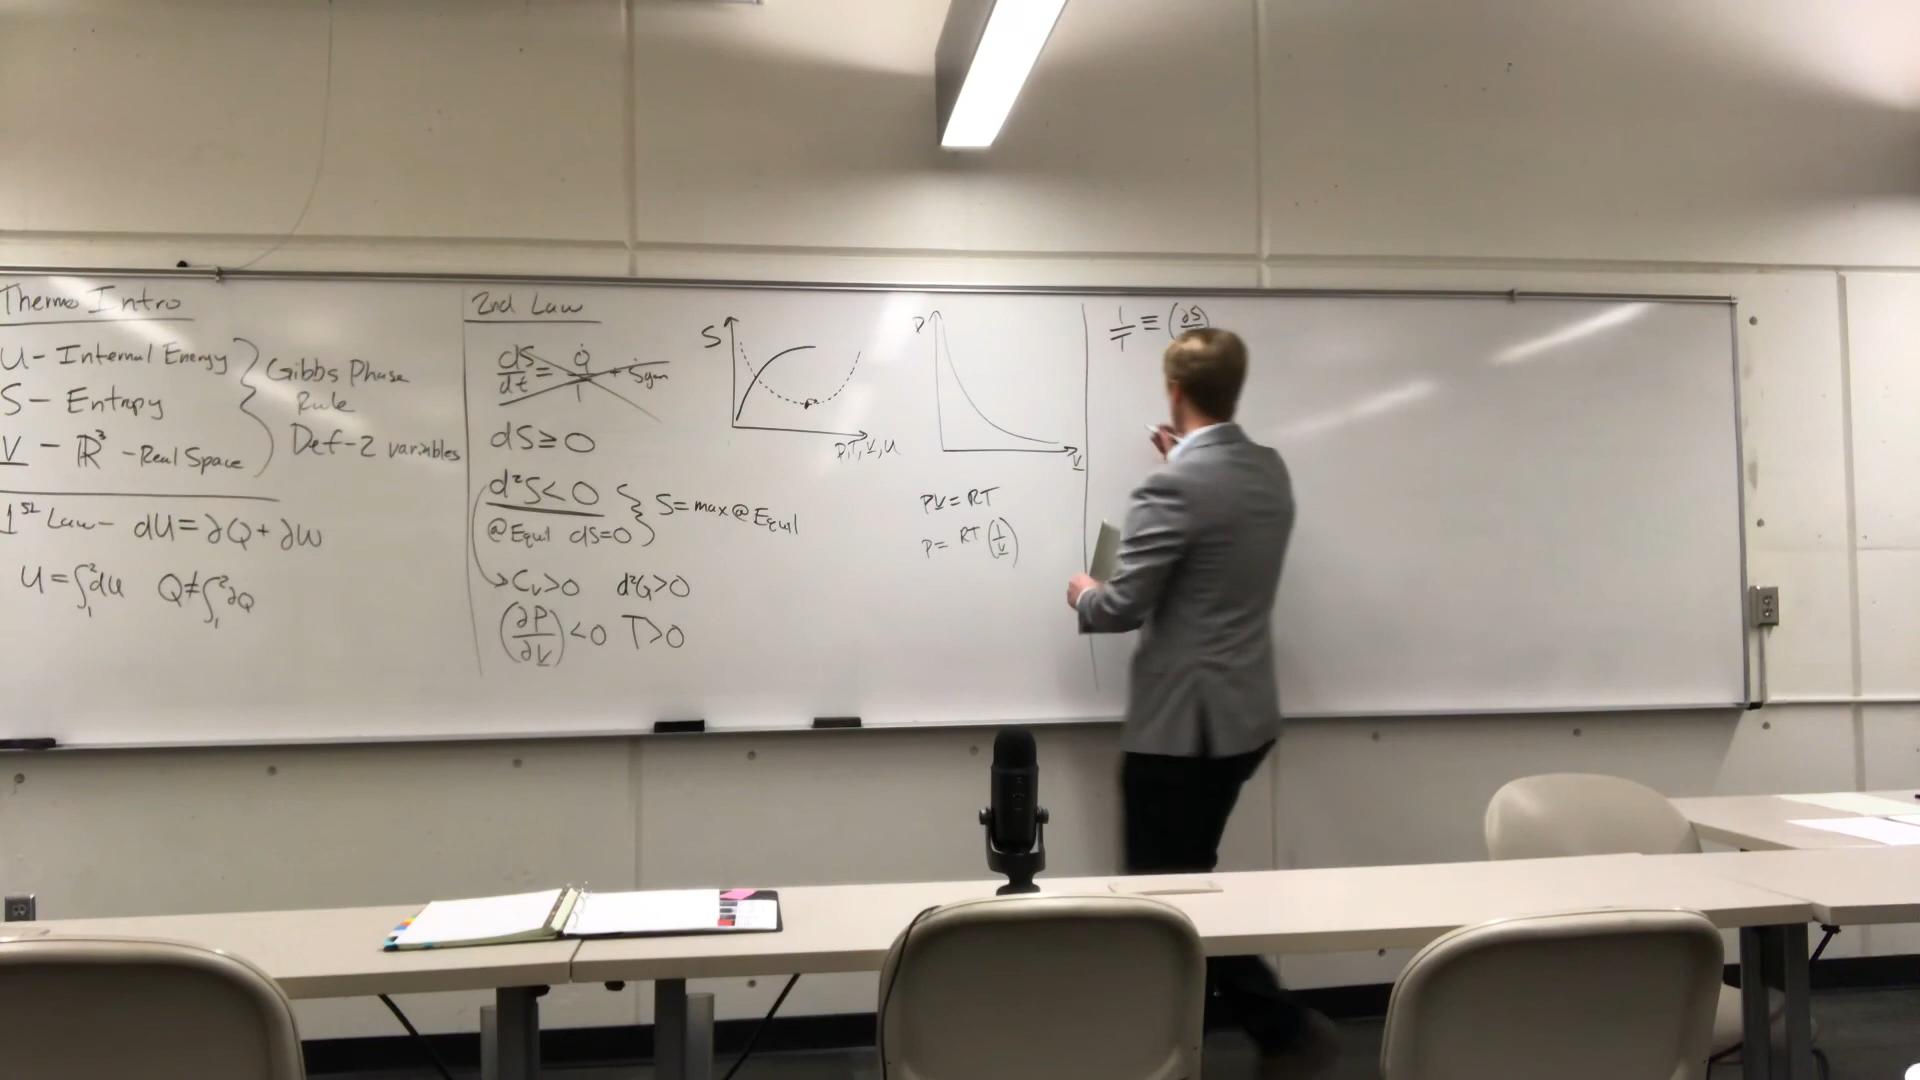 Thermo Intro
U - Internal Energy
S - Entropy
V - ℝ³ - Real Space
Gibbs Phase
Rule
Def - 2 variables
1st Law - dU = ∂Q + ∂W
U = ∫₁² dU   Q ≠ ∫₁² ∂Q
2nd Law
dS/dt = Q̇/T + Ṡgen
dS ≥ 0
d²S < 0
@ Equil dS = 0
S = max @ Equil
Cv > 0   d²G > 0
(∂P/∂V) < 0   T > 0
S
P, T, V, U
P
V
PV = RT
P = RT (1/V)
1/T ≡ (∂S